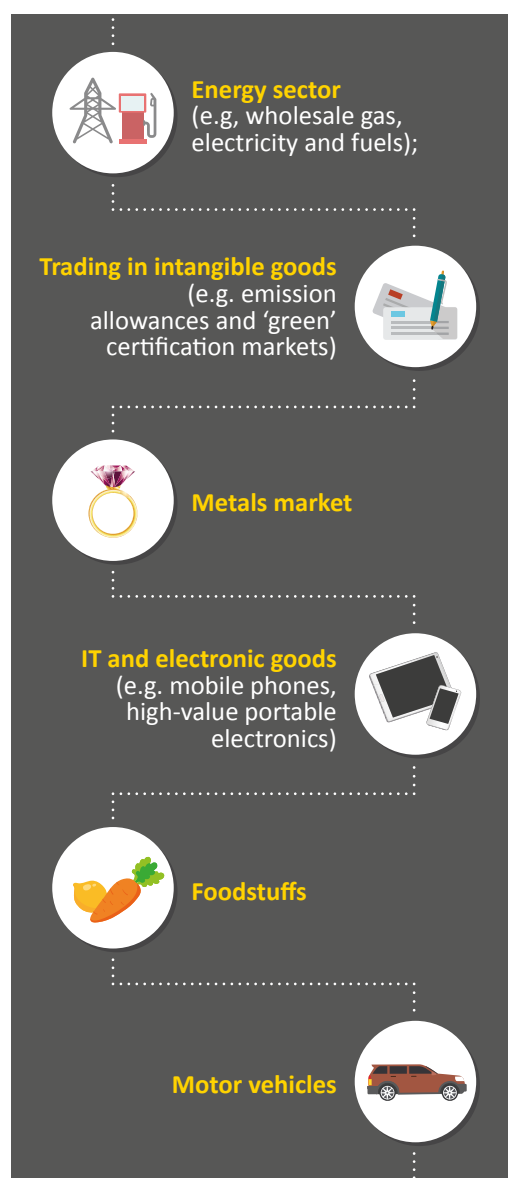 Energy sector
(e.g, wholesale gas,
electricity and fuels);
Trading in intangible goods
(e.g. emission
allowances and ‘green’
certification markets)
Metals market
IT and electronic goods
(e.g. mobile phones,
high-value portable
electronics)
Foodstuffs
Motor vehicles